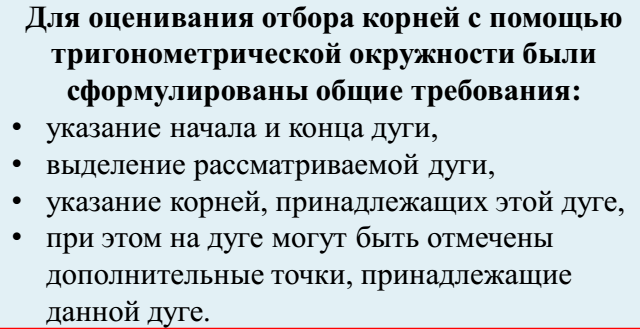 Для оценивания отбора корней с помощью
тригонометрической окружности были
сформулированы общие требования:
• указание начала и конца дуги,
• выделение рассматриваемой дуги,
• указание корней, принадлежащих этой дуге,
• при этом на дуге могут быть отмечены
дополнительные точки, принадлежащие
данной дуге.